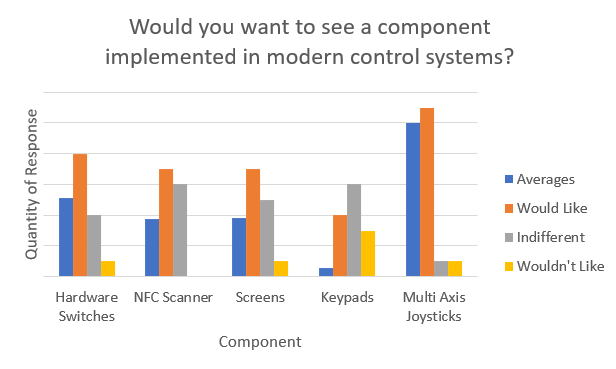 Would you want to see a component
implemented in modern control systems?
Quantity of Response
Averages
Would Like
Indifferent
Wouldn't Like
Hardware
Switches
NFC Scanner
Screens
Keypads
Multi Axis
Joysticks
Component